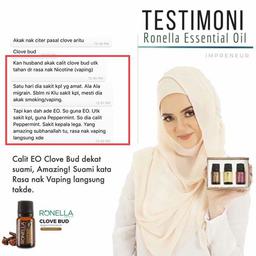 Akak nak citer pasal clove aritu
Clove bud
Kan husband akak calit clove bud utk
tahan dr rasa nak Nicotine (vaping)
Satu hari dia sakit kpl yg amat. Ala Ala
migrain. Sblm ni Klu sakit kpl, mesti dia
akak smoking/vaping.
Tapi kan dah ade EO. So guna EO. Utk
sakit kpl, guna Peppermint. So dia calit
Peppermint. Sakit kepala lega. Yang
amazing subhanallah tu, rasa nak vaping
langsung xde
Calit EO Clove Bud dekat
suami, Amazing! Suami kata
Rasa nak Vaping langsung
takde.
RONELLA
CLOVE BUD
TESTIMONI
Ronella Essential Oil
IMPRENEUR